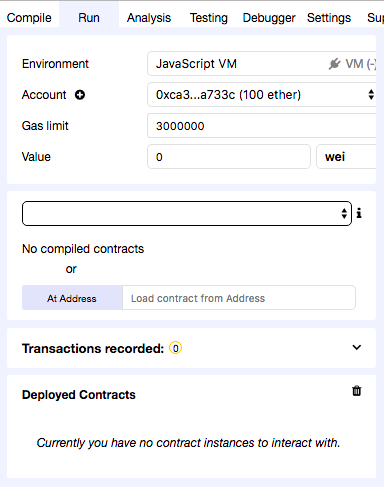 Compile Run Analysis Testing Debugger Settings Sup
Environment JavaScript VM VM (-)
Account 0xca3...a733c (100 ether)
Gas limit 3000000
Value 0 wei
No compiled contracts
or
At Address Load contract from Address
Transactions recorded: 0
Deployed Contracts
Currently you have no contract instances to interact with.